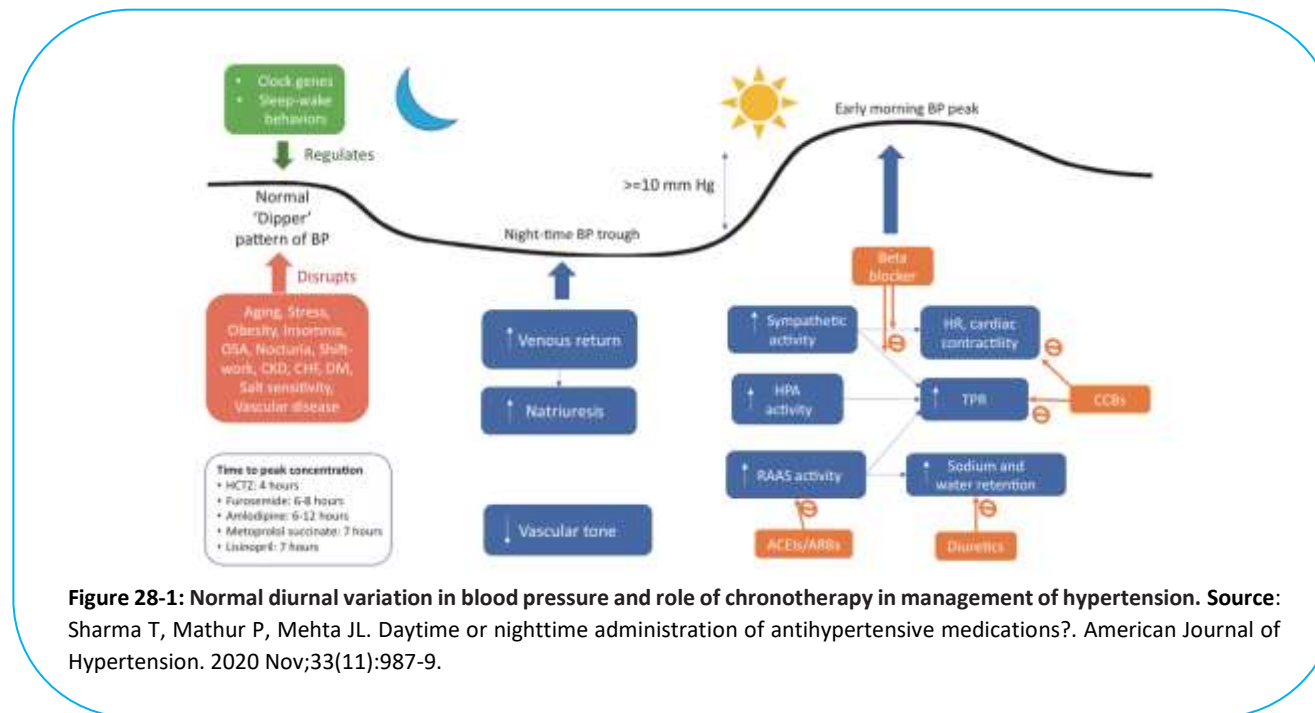 • Clock genes
• Sleep-wake
behaviors
Regulates
Normal
'Dipper'
pattern of BP
Disrupts
Aging, Stress,
Obesity, Insomnia,
OSA, Nocturia, Shift-
work, CKD, CHF, DM,
Salt sensitivity,
Vascular disease
Time to peak concentration
• HCTZ: 4 hours
• Furosemide: 6-8 hours
• Amlodipine: 6-12 hours
• Metoprolol succinate: 7 hours
• Lisinopril: 7 hours
Night-time BP trough
↑ Venous return
↑ Natriuresis
↓ Vascular tone
>=10 mm Hg
Early morning BP peak
Beta
blocker
↑ Sympathetic
activity
HR, cardiac
contractility
↑ HPA
activity
↑ TPR
CCBs
↑ RAAS activity
↑ Sodium and
water retention
ACEIs/ARBs
Diuretics
Figure 28-1: Normal diurnal variation in blood pressure and role of chronotherapy in management of hypertension. Source:
Sharma T, Mathur P, Mehta JL. Daytime or nighttime administration of antihypertensive medications?. American Journal of
Hypertension. 2020 Nov;33(11):987-9.